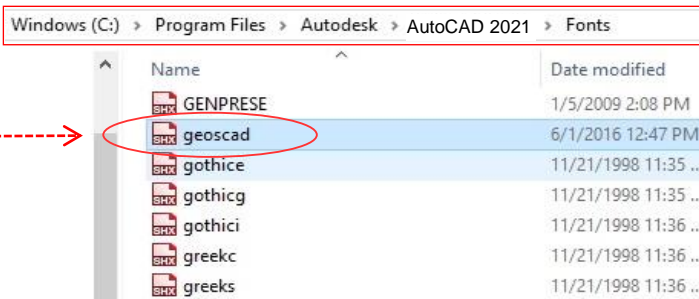 Windows (C:) > Program Files > Autodesk > AutoCAD 2021 > Fonts
Name Date modified
GENPRESE 1/5/2009 2:08 PM
geoscad 6/1/2016 12:47 PM
gothice 11/21/1998 11:35 ..
gothicg 11/21/1998 11:35 ..
gothici 11/21/1998 11:36 ..
greekc 11/21/1998 11:36 ..
greeks 11/21/1998 11:36 ..